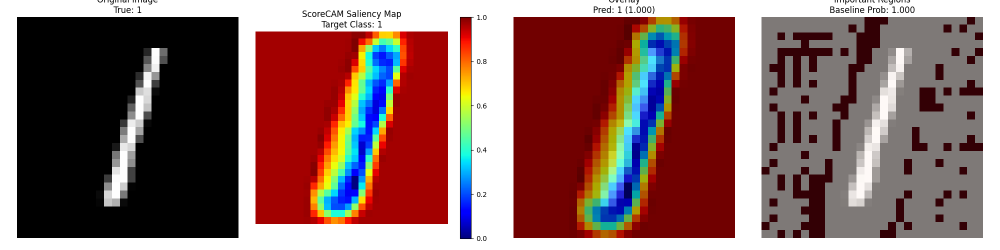 Original Image
True: 1
ScoreCAM Saliency Map
Target Class: 1
1.0
0.8
0.6
0.4
0.2
0.0
Overlay
Pred: 1 (1.000)
Important Regions
Baseline Prob: 1.000